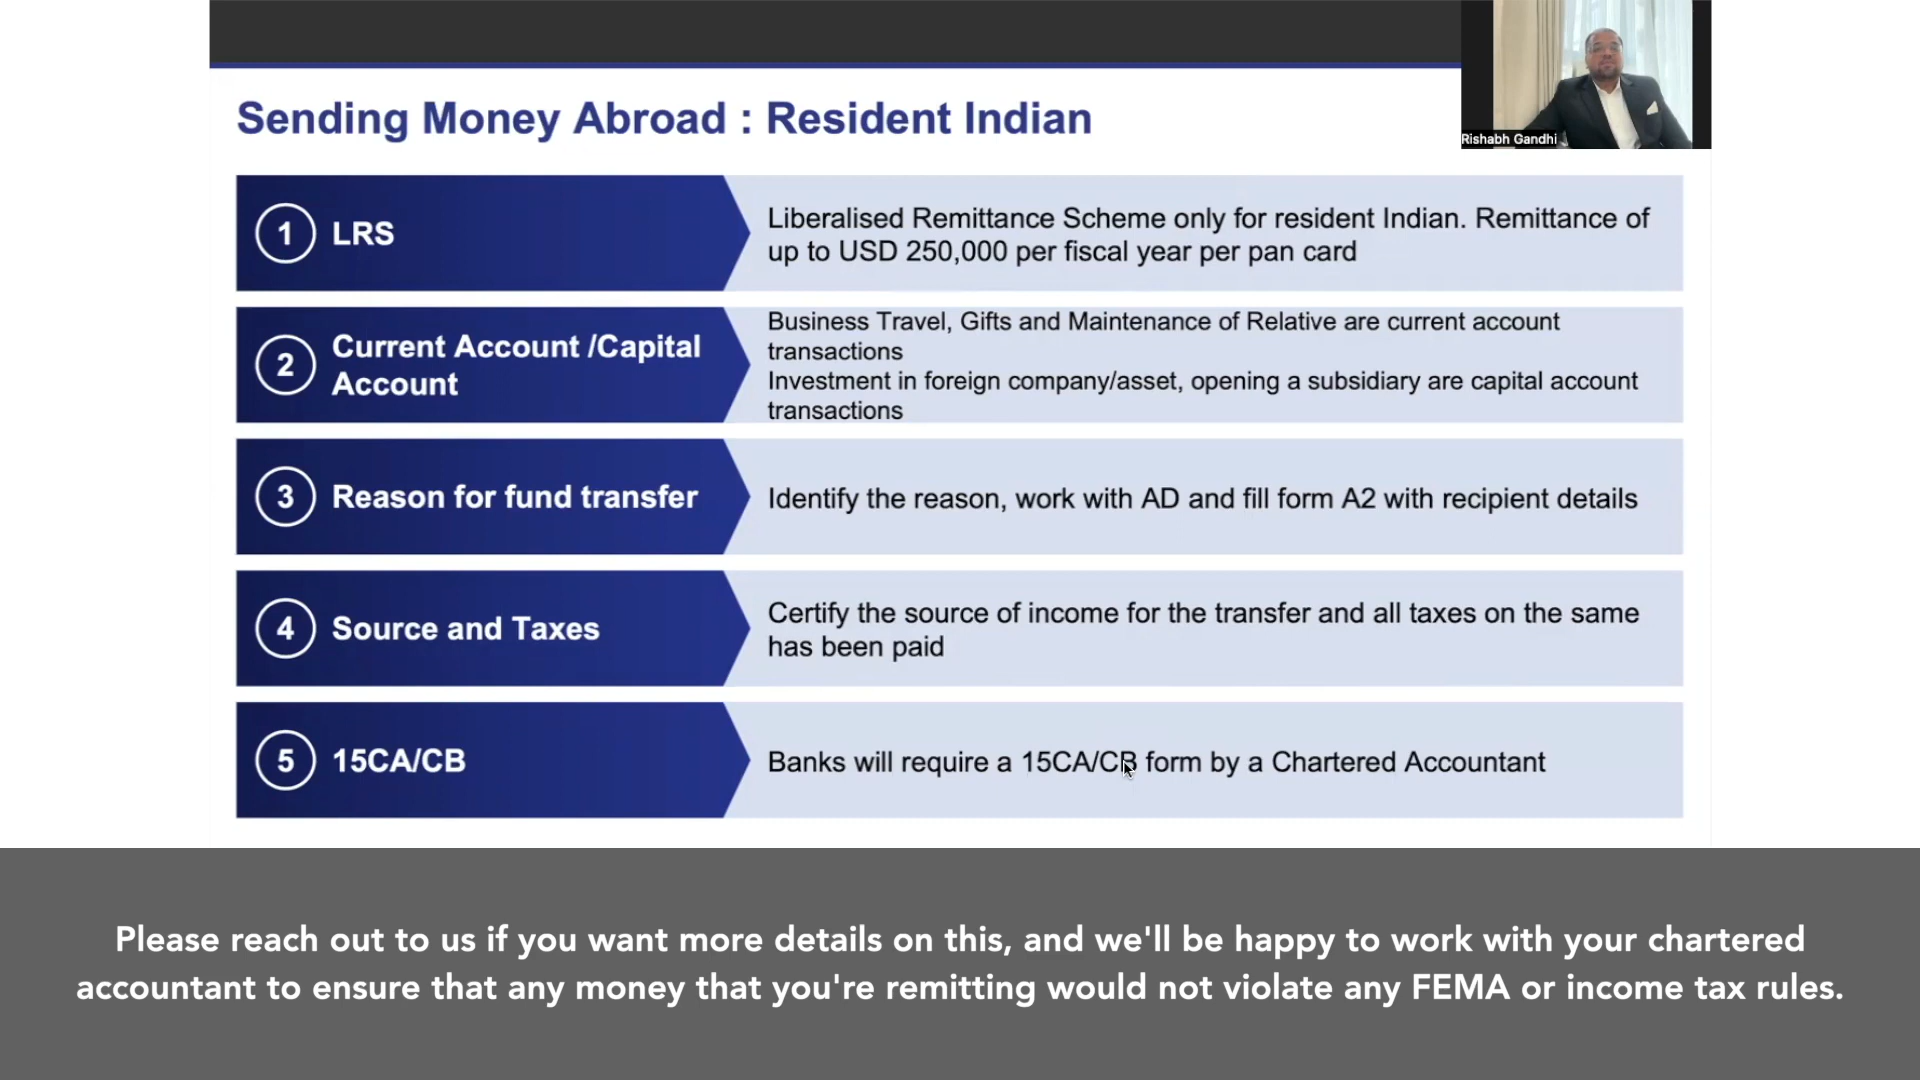 Rishabh Gandhi
Sending Money Abroad : Resident Indian
1 LRS
Liberalised Remittance Scheme only for resident Indian. Remittance of
up to USD 250,000 per fiscal year per pan card
2 Current Account /Capital
Account
Business Travel, Gifts and Maintenance of Relative are current account
transactions
Investment in foreign company/asset, opening a subsidiary are capital account
transactions
3 Reason for fund transfer
Identify the reason, work with AD and fill form A2 with recipient details
4 Source and Taxes
Certify the source of income for the transfer and all taxes on the same
has been paid
5 15CA/CB
Banks will require a 15CA/CB form by a Chartered Accountant
Please reach out to us if you want more details on this, and we'll be happy to work with your chartered
accountant to ensure that any money that you're remitting would not violate any FEMA or income tax rules.